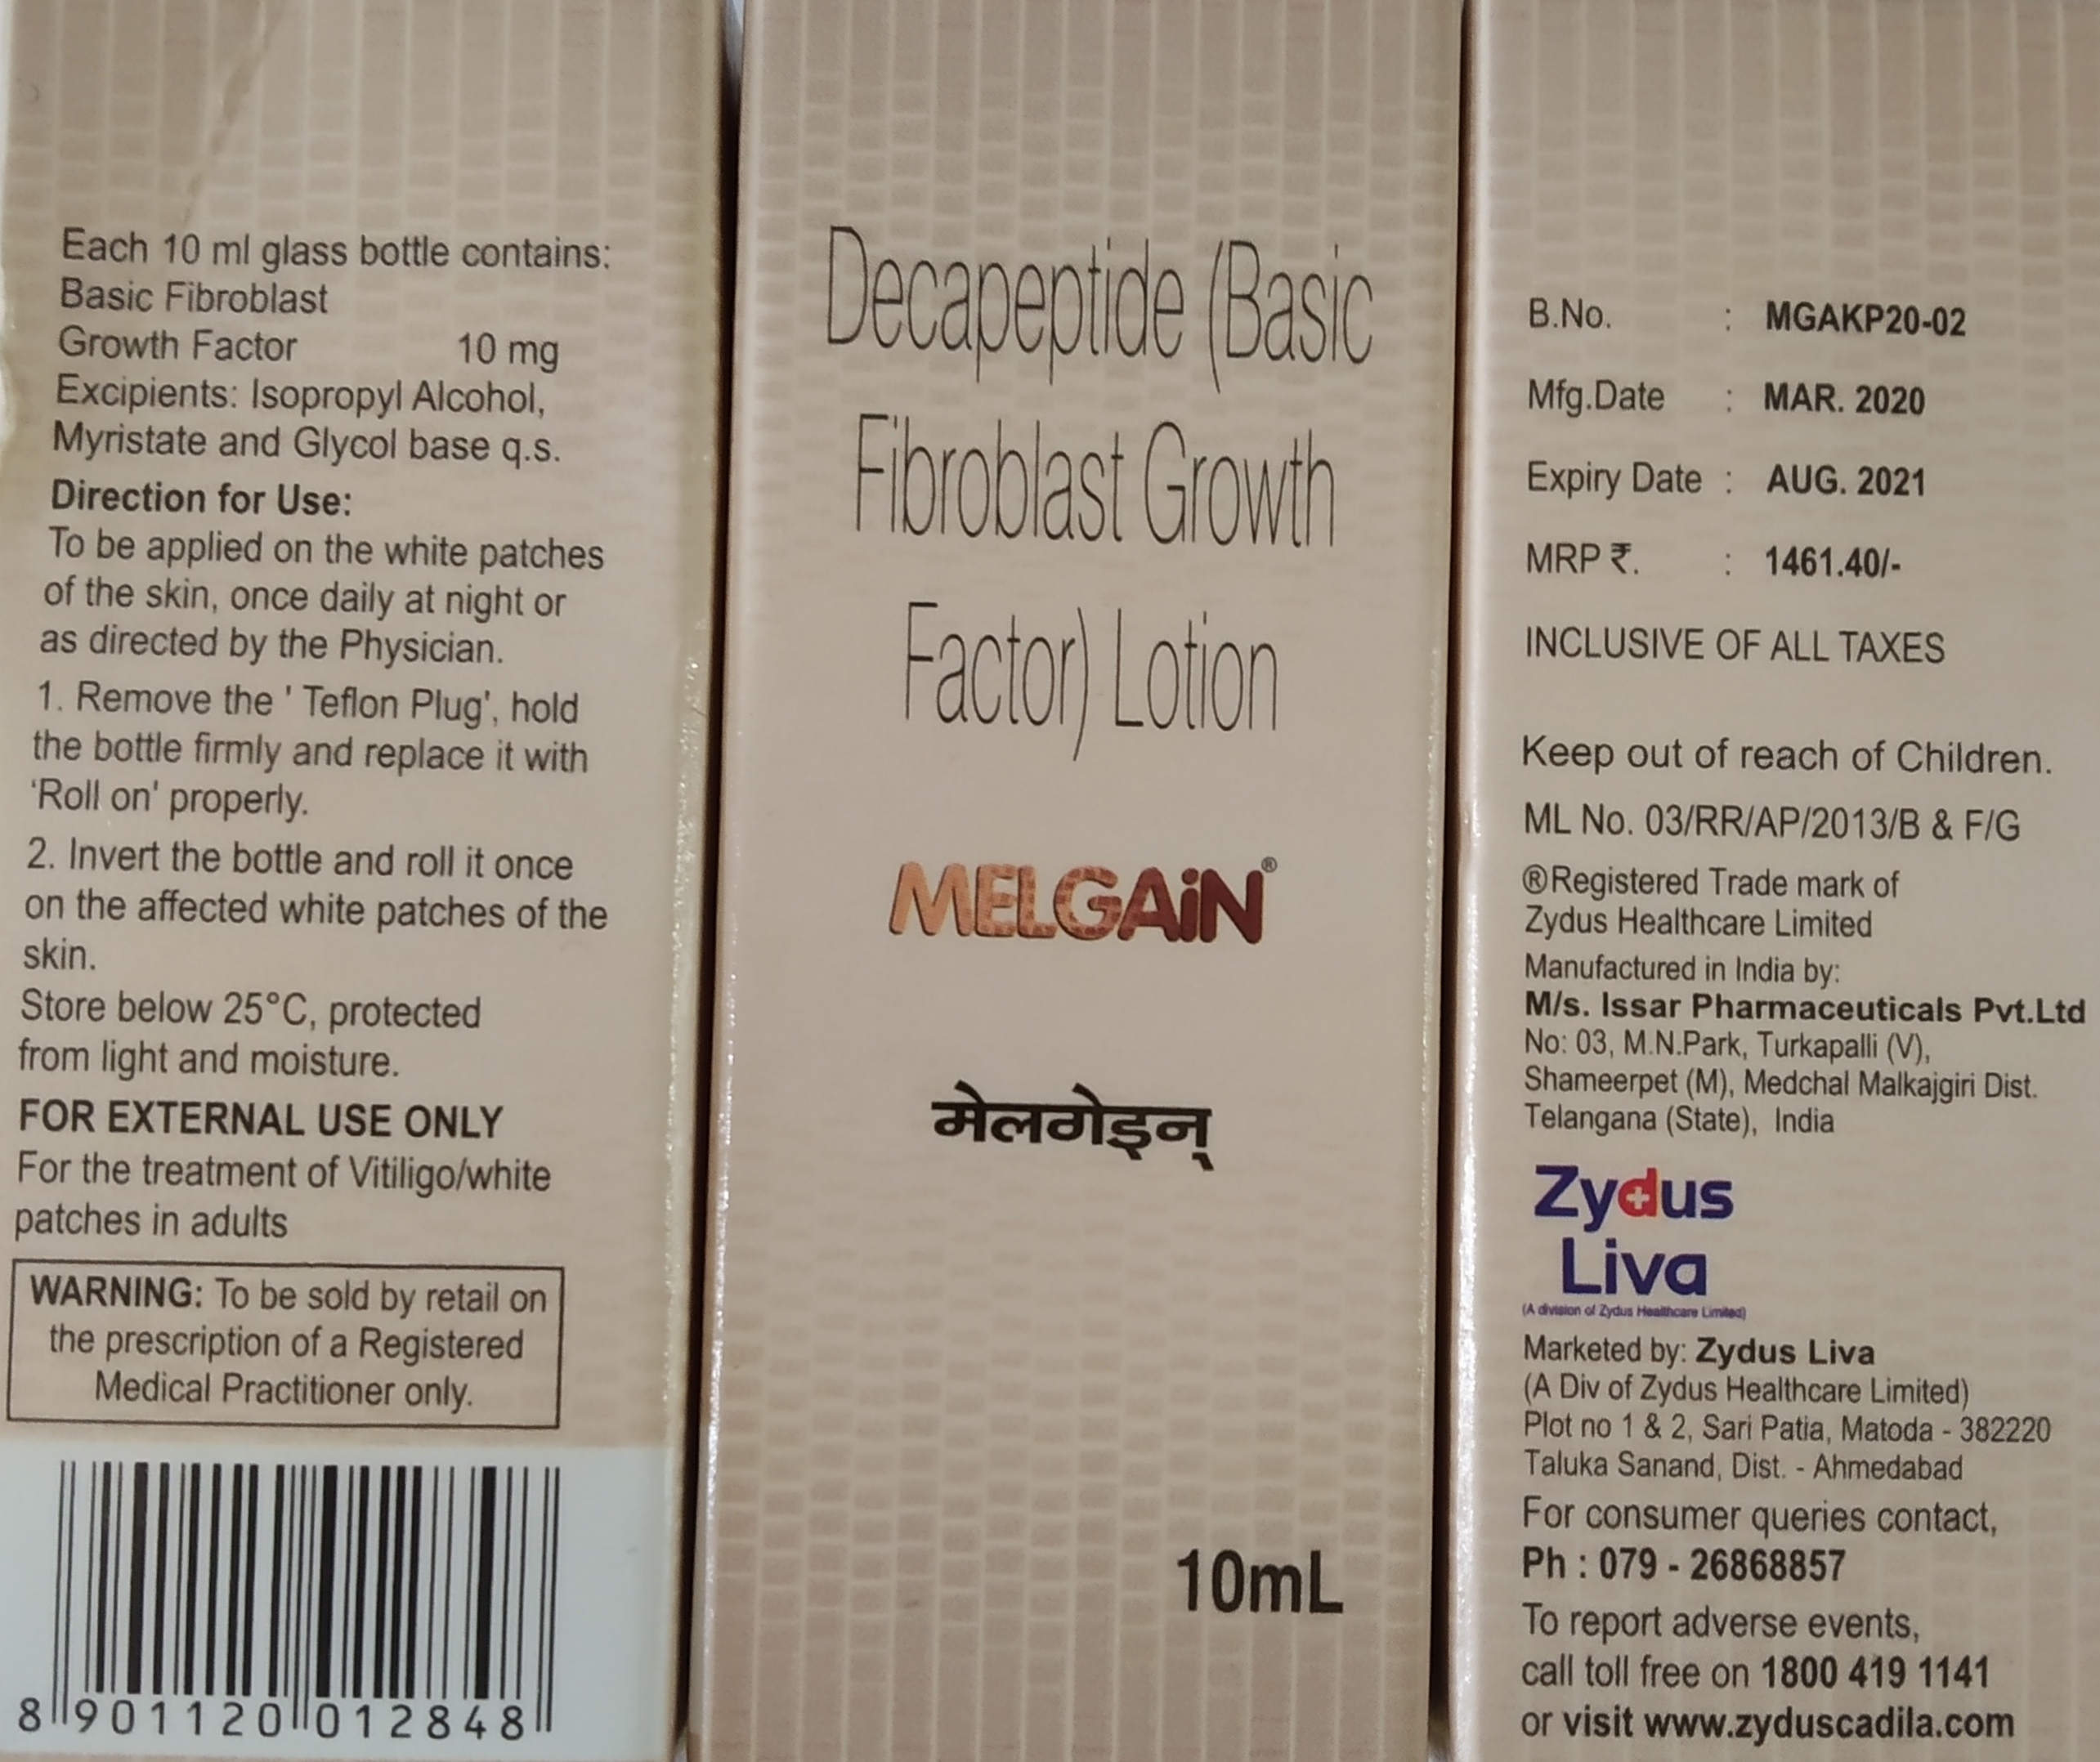 Each 10 ml glass bottle contains:
Basic Fibroblast
Growth Factor 10 mg
Excipients: Isopropyl Alcohol,
Myristate and Glycol base q.s.
Direction for Use:
To be applied on the white patches
of the skin, once daily at night or
as directed by the Physician.
1. Remove the ' Teflon Plug', hold
the bottle firmly and replace it with
‘Roll on' properly.
2. Invert the bottle and roll it once
on the affected white patches of the
skin.
Store below 25°C, protected
from light and moisture.
FOR EXTERNAL USE ONLY
For the treatment of Vitiligo/white
patches in adults
WARNING: To be sold by retail on
the prescription of a Registered
Medical Practitioner only.
8 901120 012848
Decapeptide (Basic
Fibroblast Growth
Factor) Lotion
MELGAiN®
मेलगेइन्
10mL
B.No. : MGAKP20-02
Mfg.Date : MAR. 2020
Expiry Date : AUG. 2021
MRP ₹. : 1461.40/-
INCLUSIVE OF ALL TAXES
Keep out of reach of Children.
ML No. 03/RR/AP/2013/B & F/G
®Registered Trade mark of
Zydus Healthcare Limited
Manufactured in India by:
M/s. Issar Pharmaceuticals Pvt.Ltd
No: 03, M.N.Park, Turkapalli (V),
Shameerpet (M), Medchal Malkajgiri Dist.
Telangana (State), India
Zydus
Liva
(A division of Zydus Healthcare Limited)
Marketed by: Zydus Liva
(A Div of Zydus Healthcare Limited)
Plot no 1 & 2, Sari Patia, Matoda - 382220
Taluka Sanand, Dist. - Ahmedabad
For consumer queries contact,
Ph : 079 - 26868857
To report adverse events,
call toll free on 1800 419 1141
or visit www.zyduscadila.com